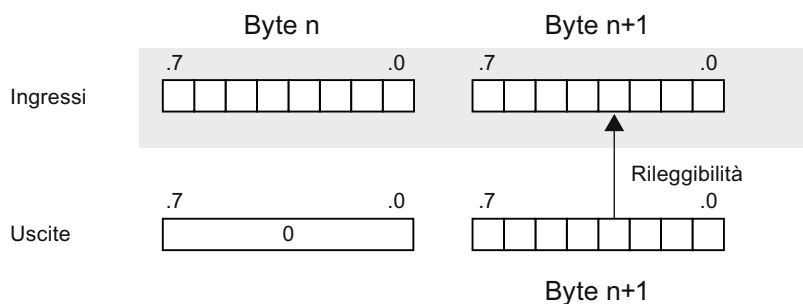 Byte n Byte n+1
.7 .0 .7 .0
Ingressi
Rileggibilità
.7 .0 .7 .0
Uscite 0
Byte n+1